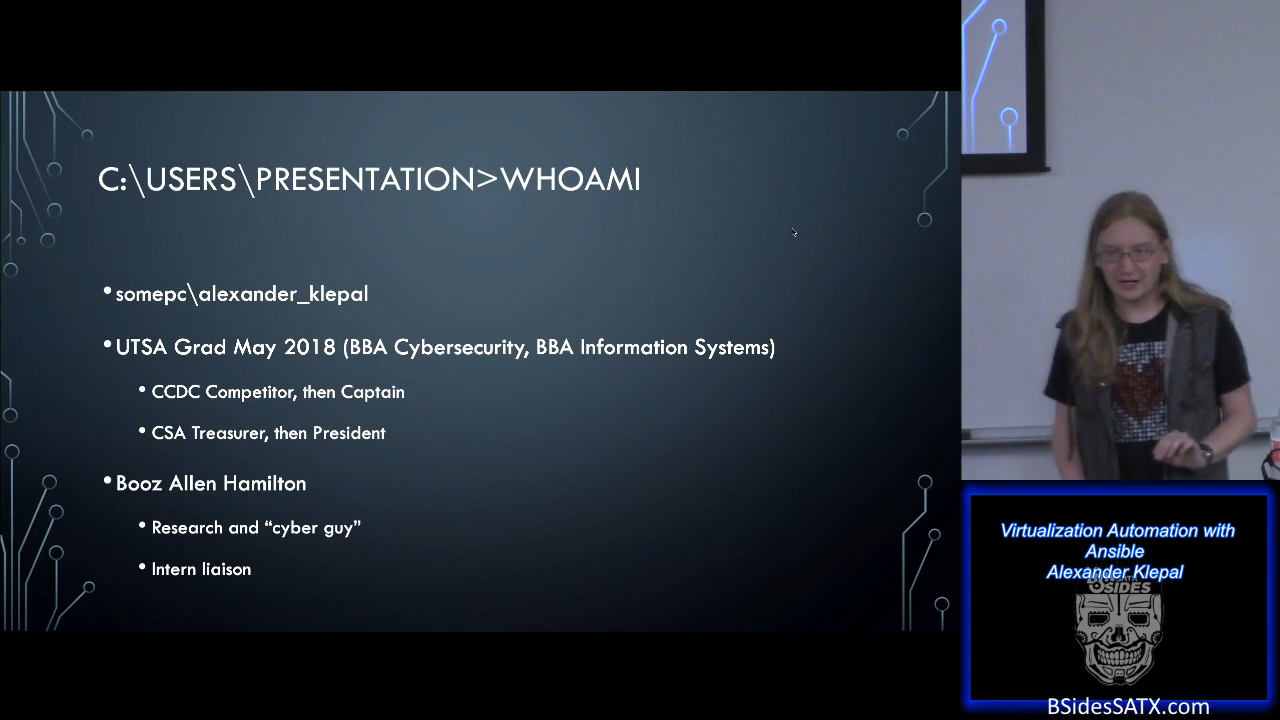 C:\USERS\PRESENTATION>WHOAMI
• somepc\alexander_klepal
• UTSA Grad May 2018 (BBA Cybersecurity, BBA Information Systems)
• CCDC Competitor, then Captain
• CSA Treasurer, then President
• Booz Allen Hamilton
• Research and “cyber guy”
• Intern liaison
Virtualization Automation with
Ansible
Alexander Klepal
SIDES
BSidesSATX.com